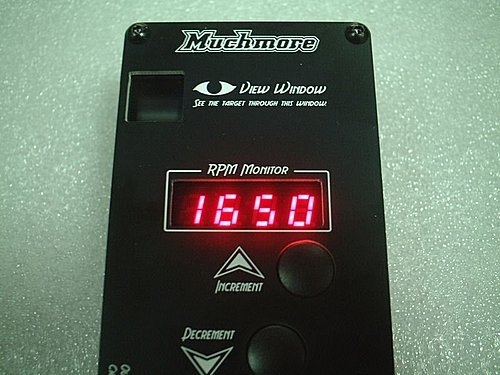 Muchmore
View Window
See the target through this window.
RPM Monitor
1650
Increment
Decrement